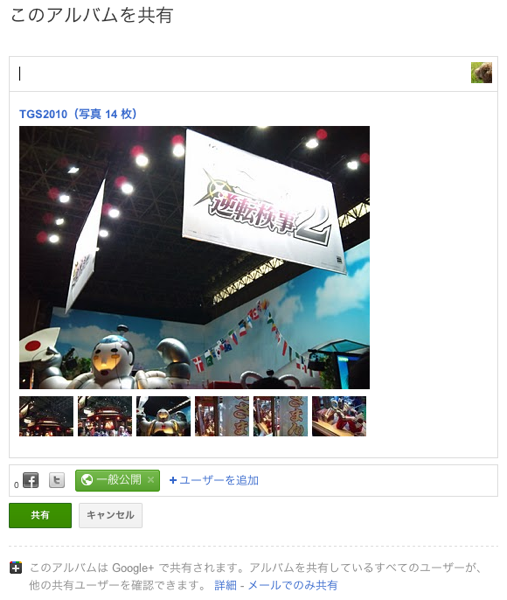 このアルバムを共有
TGS2010（写真 14 枚）
逆転検事2
0
一般公開 ×
+ユーザーを追加
共有
キャンセル
このアルバムは Google+ で共有されます。アルバムを共有しているすべてのユーザーが、
他の共有ユーザーを確認できます。 詳細 - メールでのみ共有